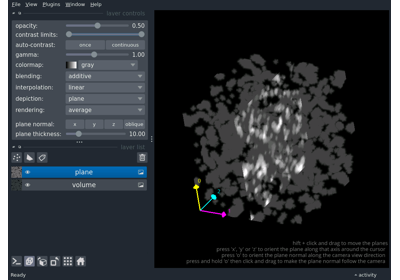 File View Plugins Window Help
layer controls
opacity: 0.50
contrast limits:
auto-contrast: once continuous
gamma: 1.00
colormap: gray
blending: additive
interpolation: linear
depiction: plane
rendering: average
plane normal: x y z oblique
plane thickness: 10.00
layer list
plane
volume
shift + click and drag to move the planes
press 'x', 'y' or 'z' to orient the plane along that axis around the cursor
press 'o' to orient the plane normal along the camera view direction
press and hold 'o' then click and drag to make the plane normal follow the camera
Ready
activity